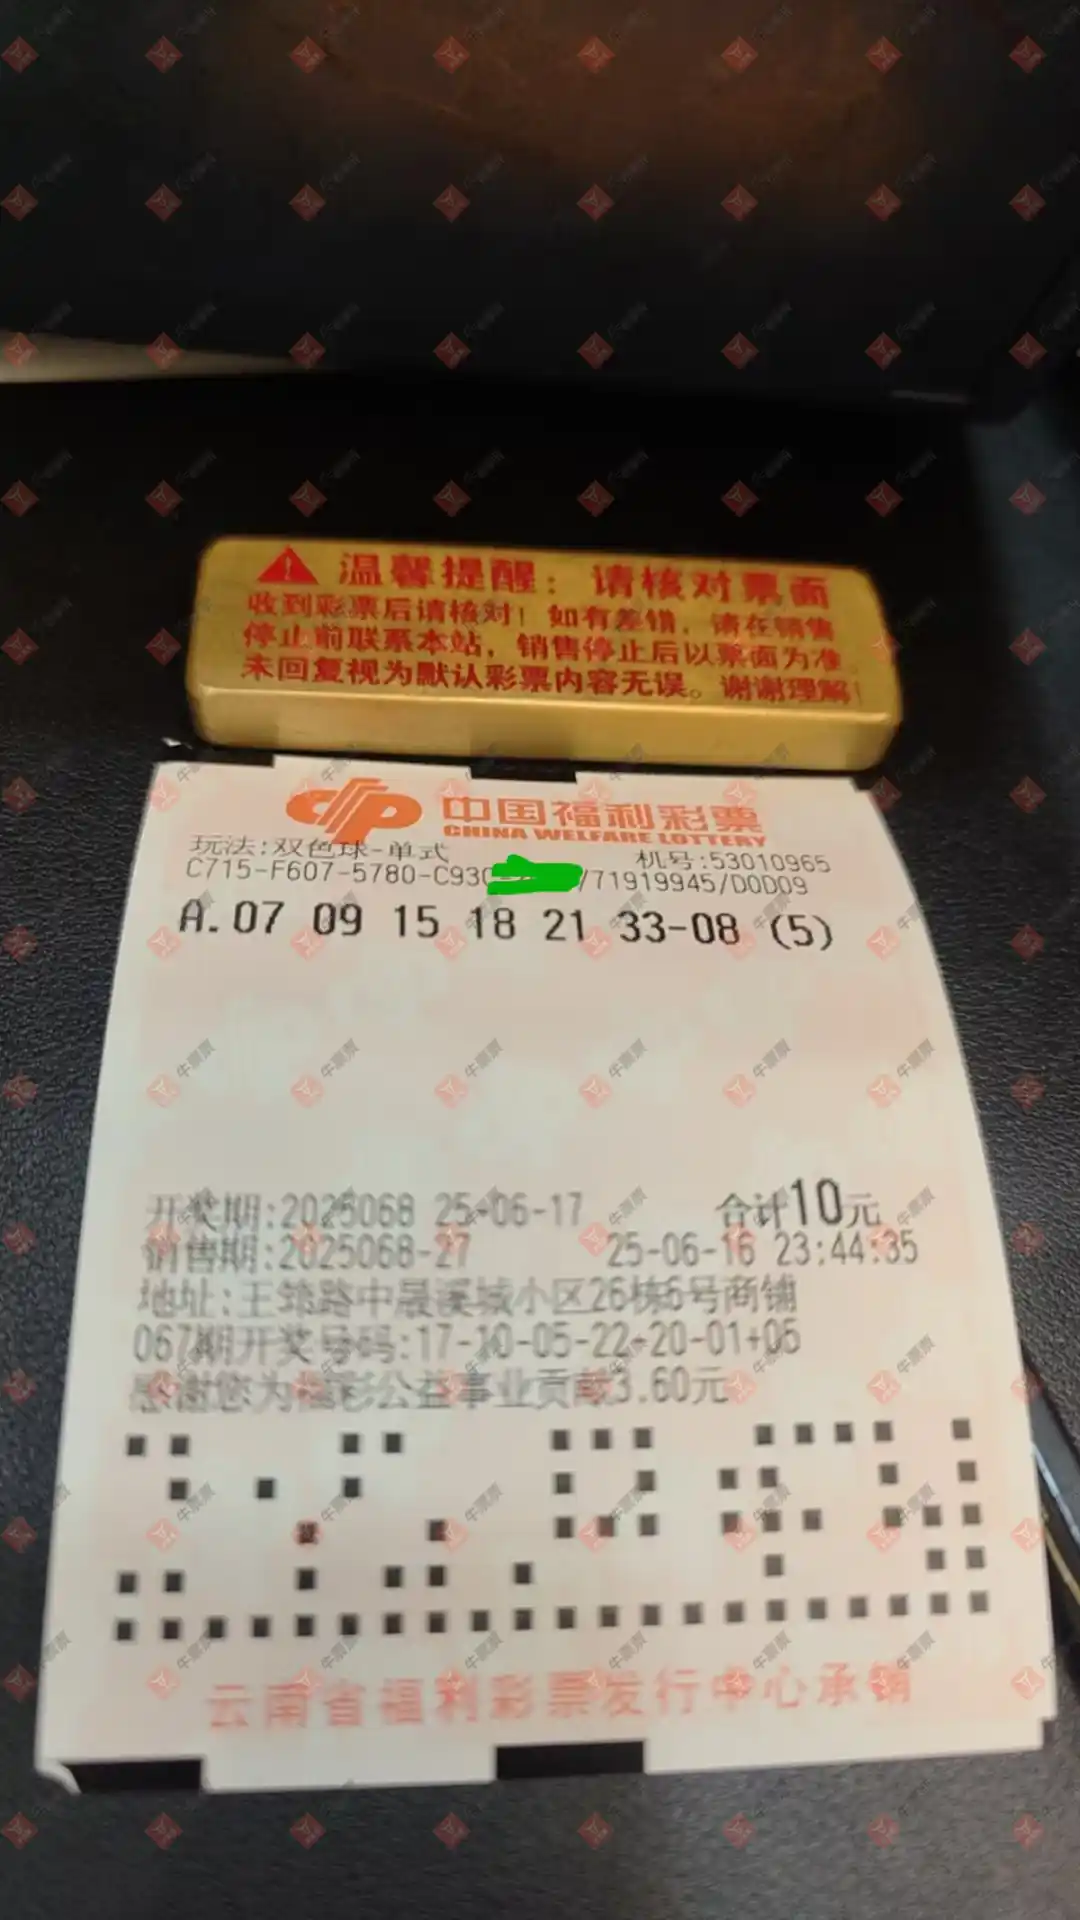 温馨提醒：请核对票面
收到彩票后请核对！如有差错，请在销售
停止前联系本站，销售停止后以票面为准
未回复视为默认彩票内容无误。谢谢理解！
中国福利彩票
CHINA WELFARE LOTTERY
玩法:双色球-单式 机号:53010965
C715-F607-5780-C930 /71919945/D0D09
A.07 09 15 18 21 33-08 (5)
开奖期:2025068 25-06-17 合计10元
销售期:2025068-27 25-06-16 23:44:35
地址:王筇路中晟溪城小区26栋6号商铺
067期开奖号码:17-10-05-22-20-01+05
感谢您为福彩公益事业贡献3.60元
云南省福利彩票发行中心承销
牛票票